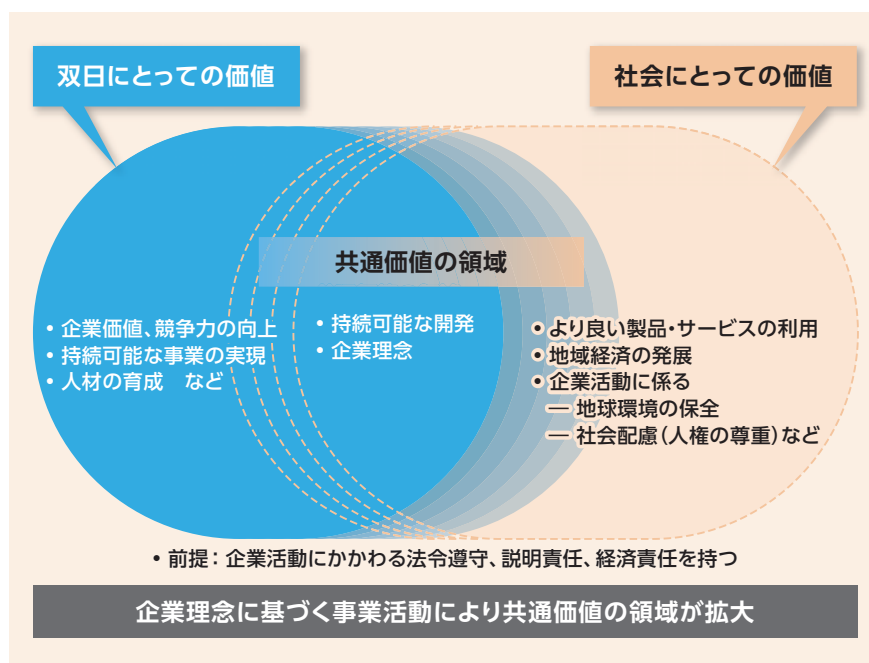 双日にとっての価値
社会にとっての価値
共通価値の領域
• 企業価値、競争力の向上
• 持続可能な事業の実現
• 人材の育成　など
• 持続可能な開発
• 企業理念
• より良い製品・サービスの利用
• 地域経済の発展
• 企業活動に係る
― 地球環境の保全
― 社会配慮（人権の尊重）など
• 前提：企業活動にかかわる法令遵守、説明責任、経済責任を持つ
企業理念に基づく事業活動により共通価値の領域が拡大